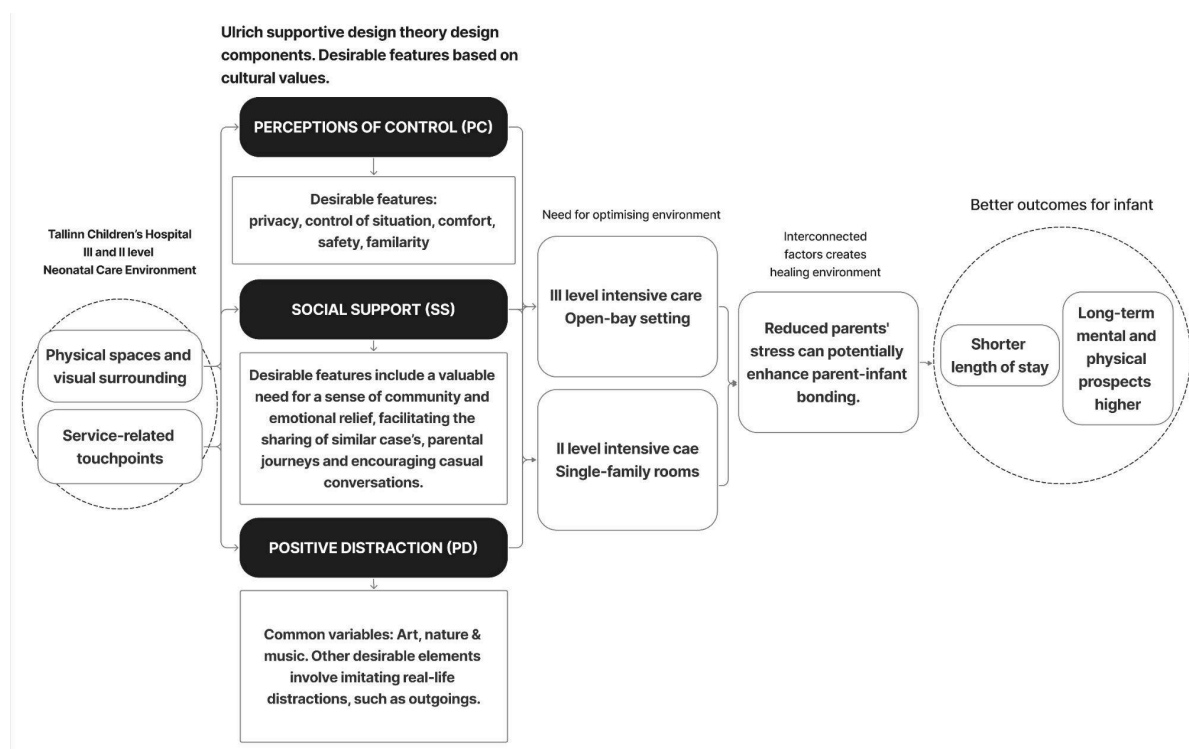 Ulrich supportive design theory design
components. Desirable features based on
cultural values.
PERCEPTIONS OF CONTROL (PC)
Desirable features:
privacy, control of situation, comfort,
safety, familarity
Tallinn Children's Hospital
III and II level
Neonatal Care Environment
Physical spaces and
visual surrounding
Service-related
touchpoints
SOCIAL SUPPORT (SS)
Desirable features include a valuable
need for a sense of community and
emotional relief, facilitating the
sharing of similar case's, parental
journeys and encouraging casual
conversations.
POSITIVE DISTRACTION (PD)
Common variables: Art, nature &
music. Other desirable elements
involve imitating real-life
distractions, such as outgoings.
Need for optimising environment
III level intensive care
Open-bay setting
II level intensive cae
Single-family rooms
Interconnected
factors creates
healing environment
Reduced parents'
stress can potentially
enhance parent-infant
bonding.
Better outcomes for infant
Shorter
length of stay
Long-term
mental and
physical
prospects
higher